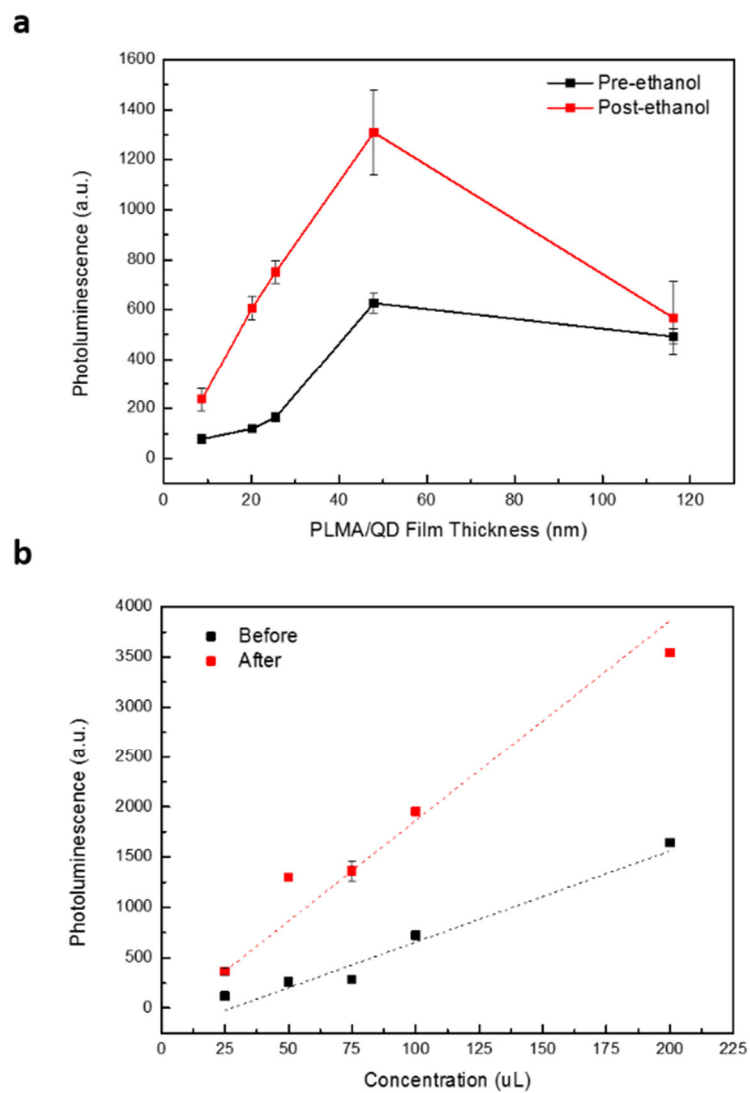 a
1600
1400
1200
1000
800
600
400
200
0
Photoluminescence (a.u.)
Pre-ethanol
Post-ethanol
0 20 40 60 80 100 120
PLMA/QD Film Thickness (nm)
b
4000
3500
3000
2500
2000
1500
1000
500
0
Photoluminescence (a.u.)
Before
After
0 25 50 75 100 125 150 175 200 225
Concentration (uL)